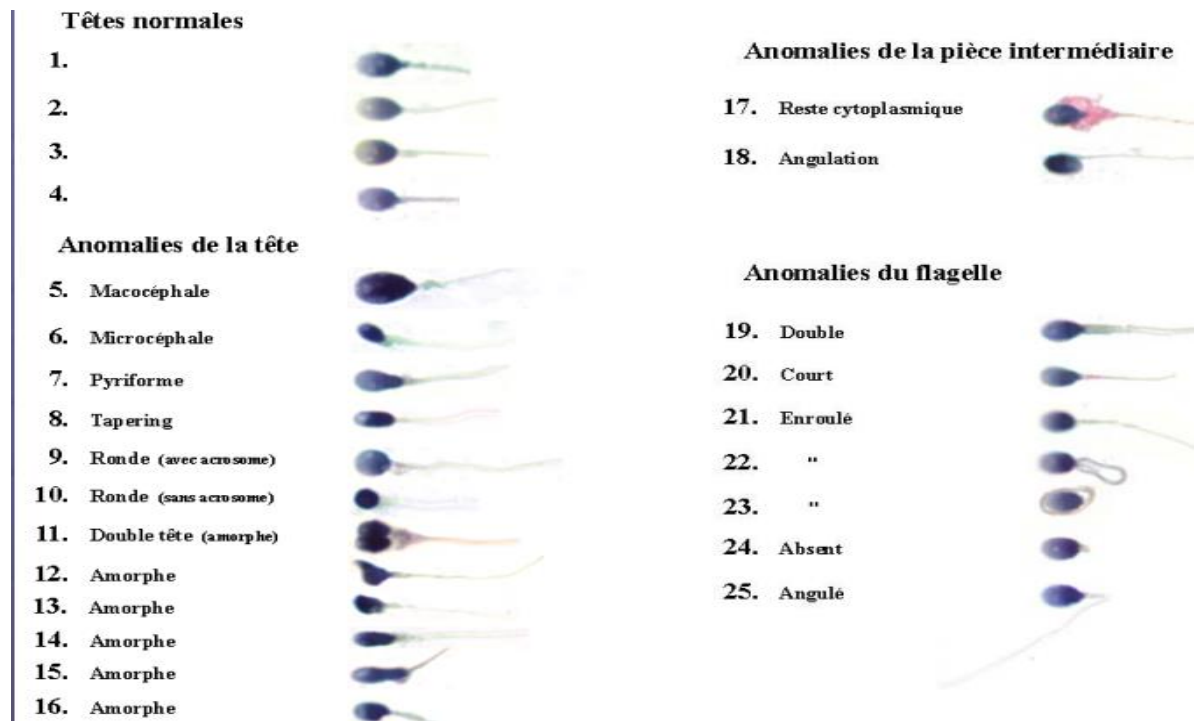 Têtes normales
1.
2.
3.
4.
Anomalies de la tête
5. Macocéphale
6. Microcéphale
7. Pyriforme
8. Tapering
9. Ronde (avec acrosome)
10. Ronde (sans acrosome)
11. Double tête (amorphe)
12. Amorphe
13. Amorphe
14. Amorphe
15. Amorphe
16. Amorphe
Anomalies de la pièce intermédiaire
17. Reste cytoplasmique
18. Angulation
Anomalies du flagelle
19. Double
20. Court
21. Enroulé
22. "
23. "
24. Absent
25. Angulé